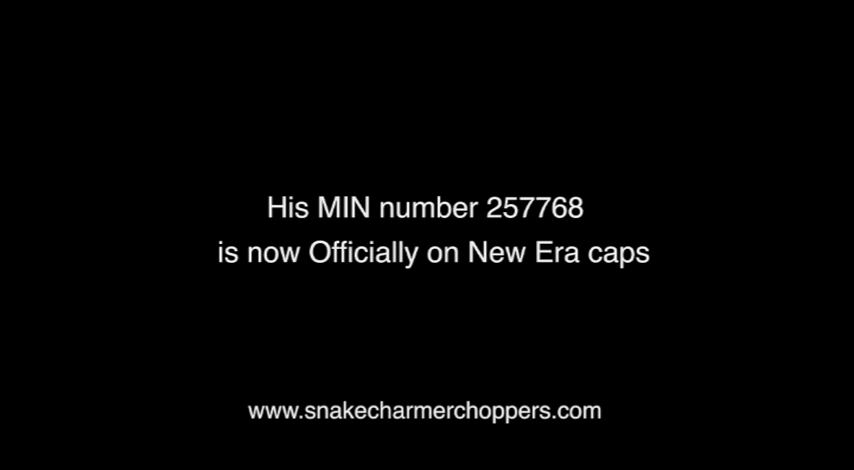 His MIN number 257768
is now Officially on New Era caps
www.snakecharmerchoppers.com